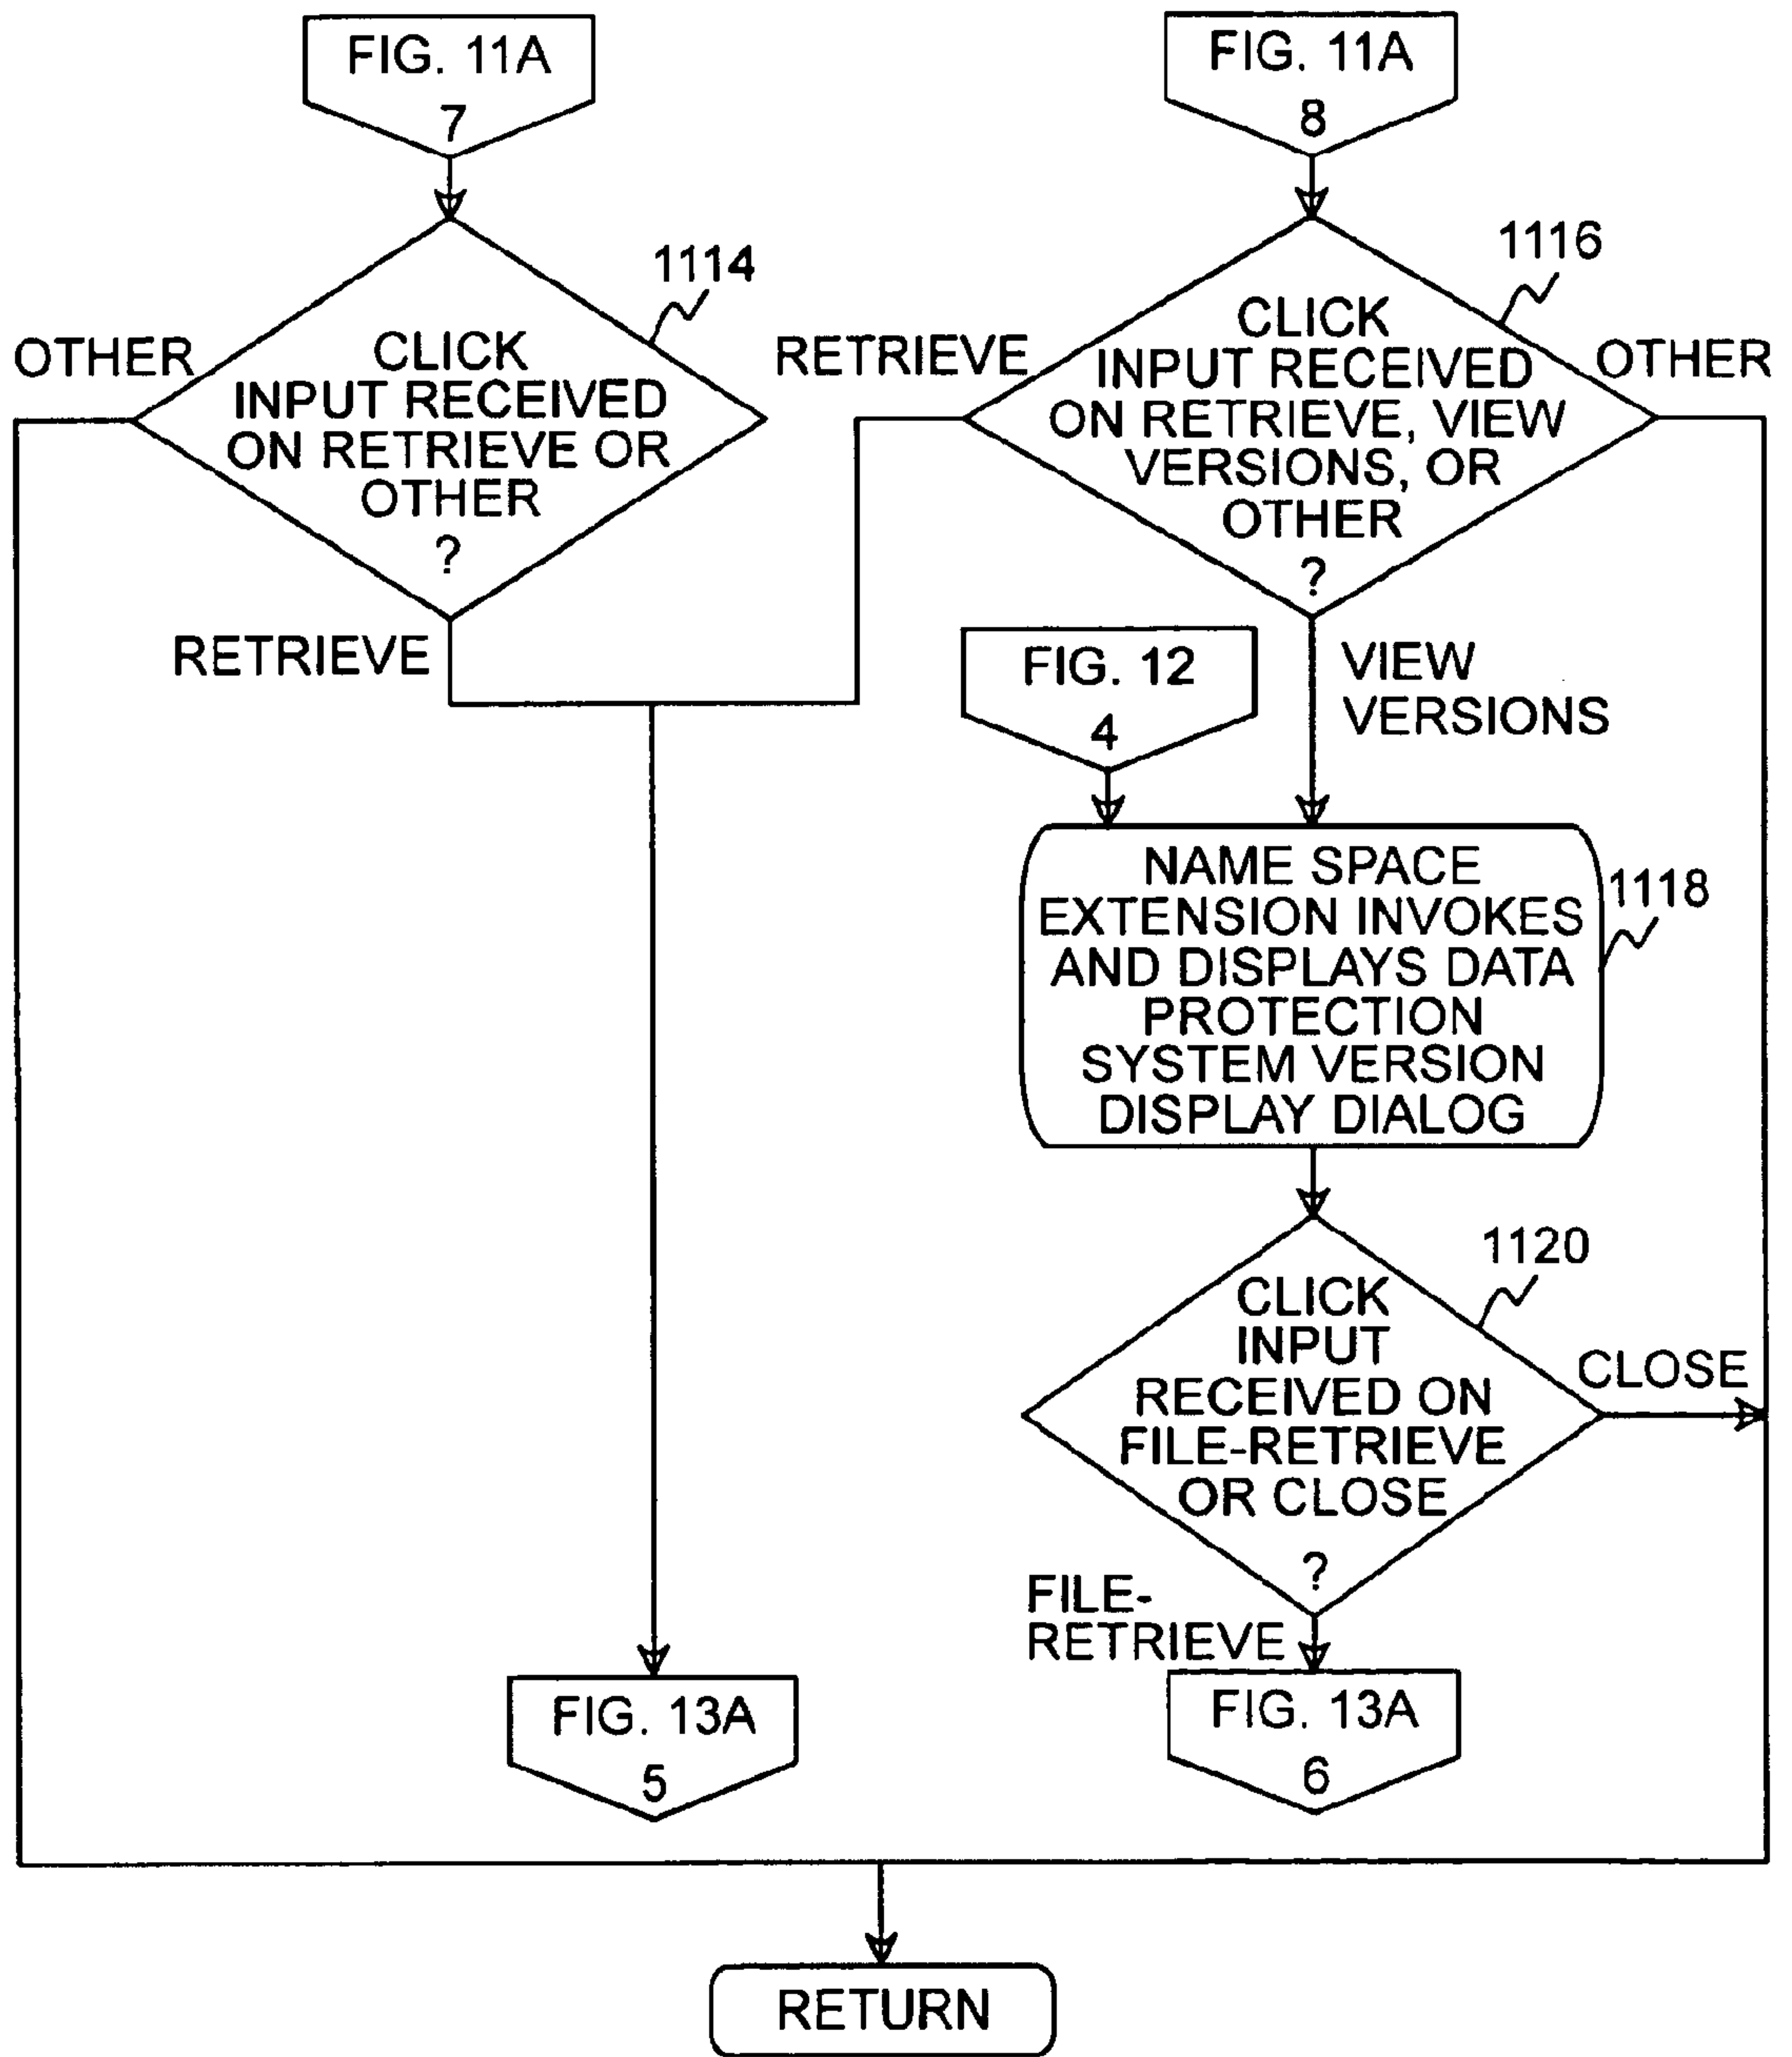 FIG. 11A
7
FIG. 11A
8
1114
1116
OTHER
CLICK
INPUT RECEIVED
ON RETRIEVE OR
OTHER
?
RETRIEVE
CLICK
INPUT RECEIVED
ON RETRIEVE, VIEW
VERSIONS, OR
OTHER
?
OTHER
RETRIEVE
FIG. 12
4
VIEW
VERSIONS
NAME SPACE
EXTENSION INVOKES
AND DISPLAYS DATA
PROTECTION
SYSTEM VERSION
DISPLAY DIALOG
1118
1120
CLICK
INPUT
RECEIVED ON
FILE-RETRIEVE
OR CLOSE
?
CLOSE
FILE-
RETRIEVE
FIG. 13A
5
FIG. 13A
6
RETURN